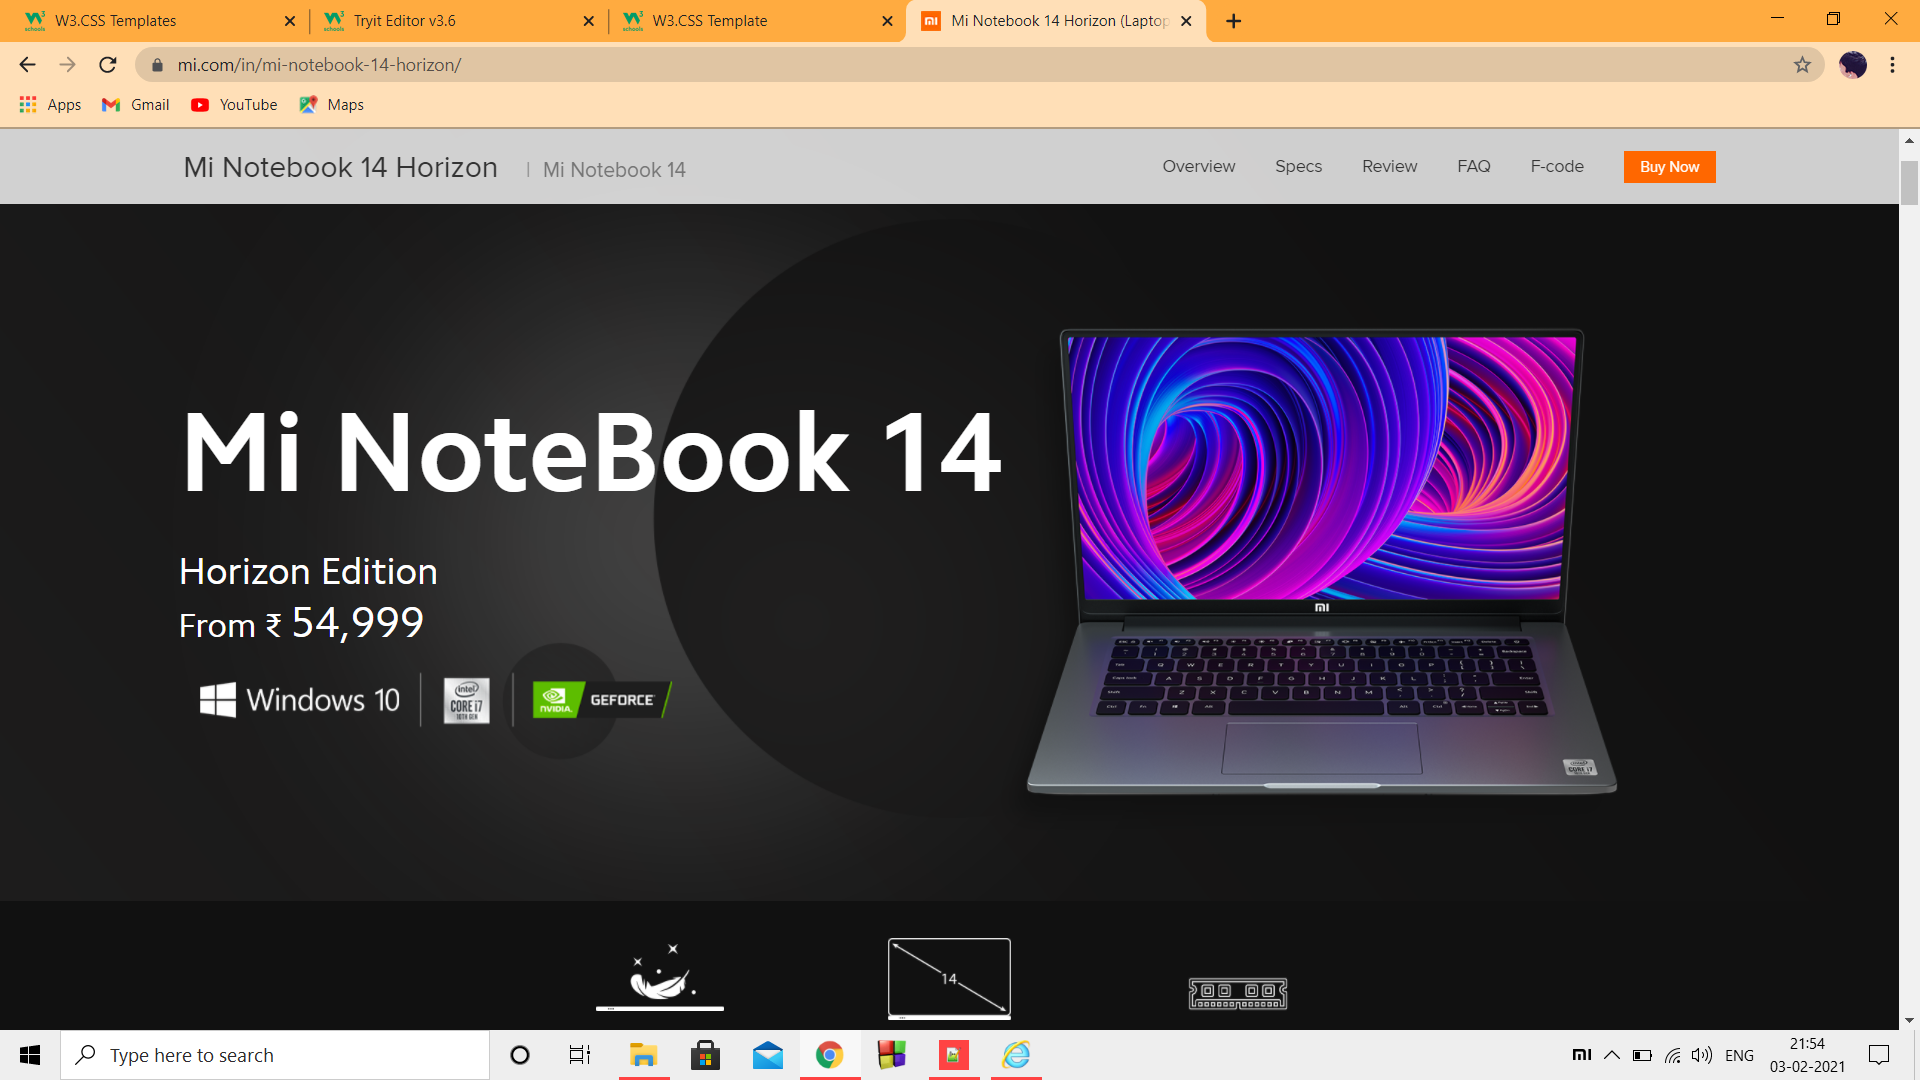 W3.CSS Templates
Tryit Editor v3.6
W3.CSS Template
Mi Notebook 14 Horizon (Laptop
mi.com/in/mi-notebook-14-horizon/
Apps
Gmail
YouTube
Maps
Mi Notebook 14 Horizon | Mi Notebook 14
Overview
Specs
Review
FAQ
F-code
Buy Now
Mi NoteBook 14
Horizon Edition
From ₹ 54,999
Windows 10
intel
CORE i7
10TH GEN
NVIDIA.
GEFORCE
14
Type here to search
ENG
21:54
03-02-2021